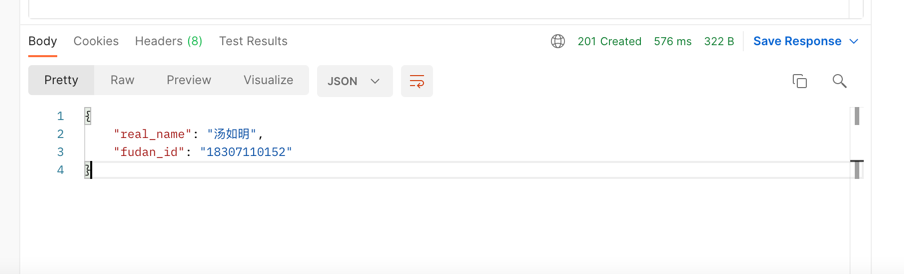 Body Cookies Headers (8) Test Results 201 Created 576 ms 322 B Save Response
Pretty Raw Preview Visualize JSON
1 {
2 "real_name": "汤如明",
3 "fudan_id": "18307110152"
4 }